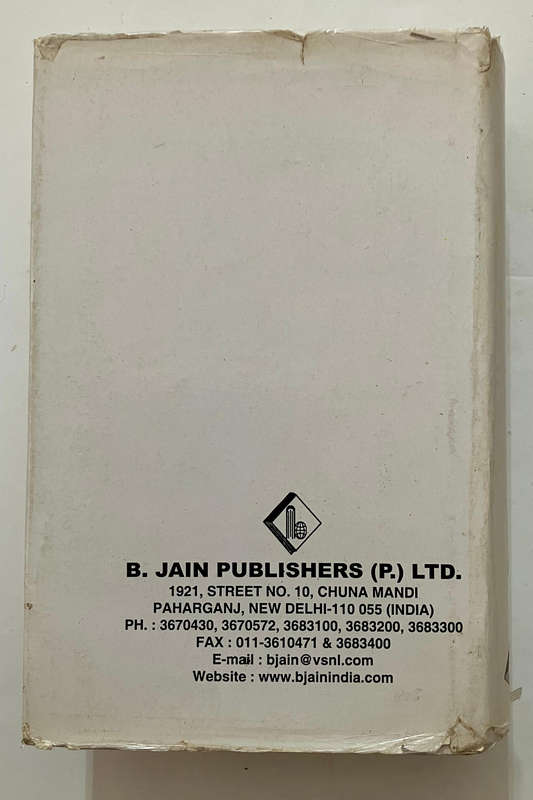 B. JAIN PUBLISHERS (P.) LTD.
1921, STREET NO. 10, CHUNA MANDI
PAHARGANJ, NEW DELHI-110 055 (INDIA)
PH. : 3670430, 3670572, 3683100, 3683200, 3683300
FAX : 011-3610471 & 3683400
E-mail : bjain@vsnl.com
Website : www.bjainindia.com